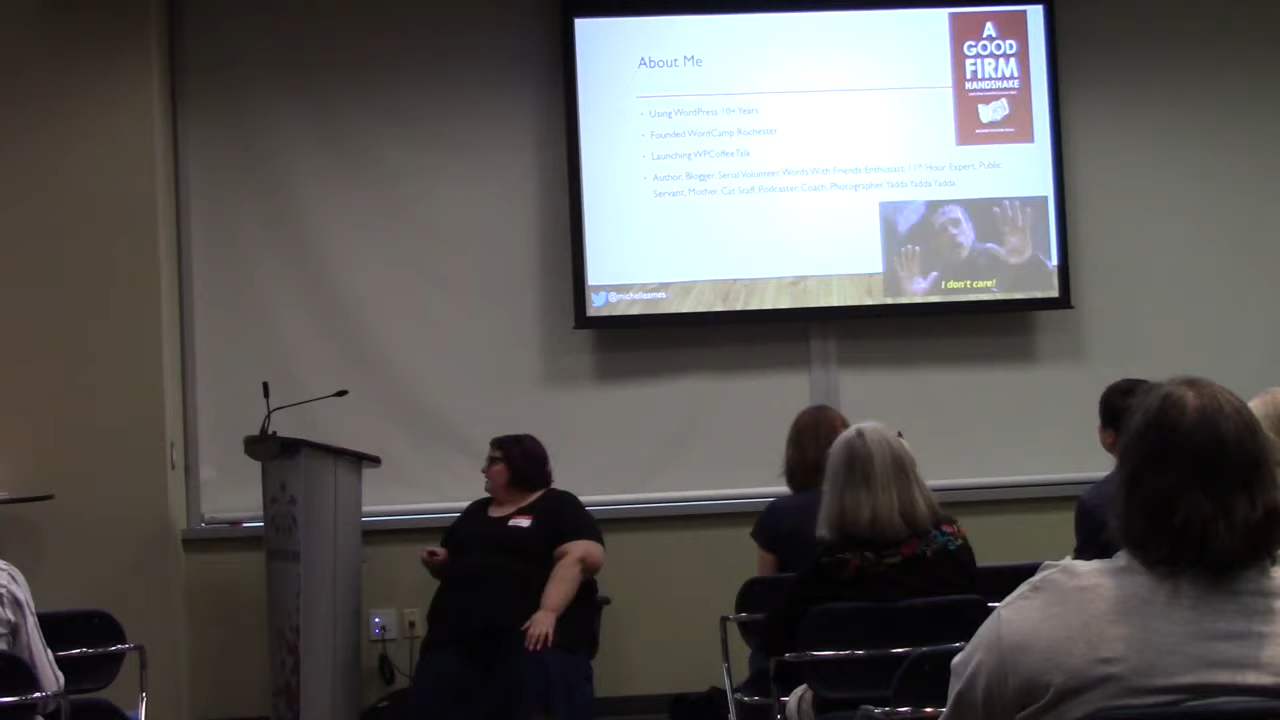 About Me
A
GOOD
FIRM
HANDSHAKE
• Using WordPress 10+ Years
• Founded WordCamp Rochester
• Launching WPCoffeeTalk
• Author, Blogger, Serial Volunteer, Words With Friends Enthusiast, 11th Hour Expert, Public
Servant, Mother, Cat Staff, Podcaster, Coach, Photographer, Yadda Yadda Yadda.
I don't care!
@michelleames